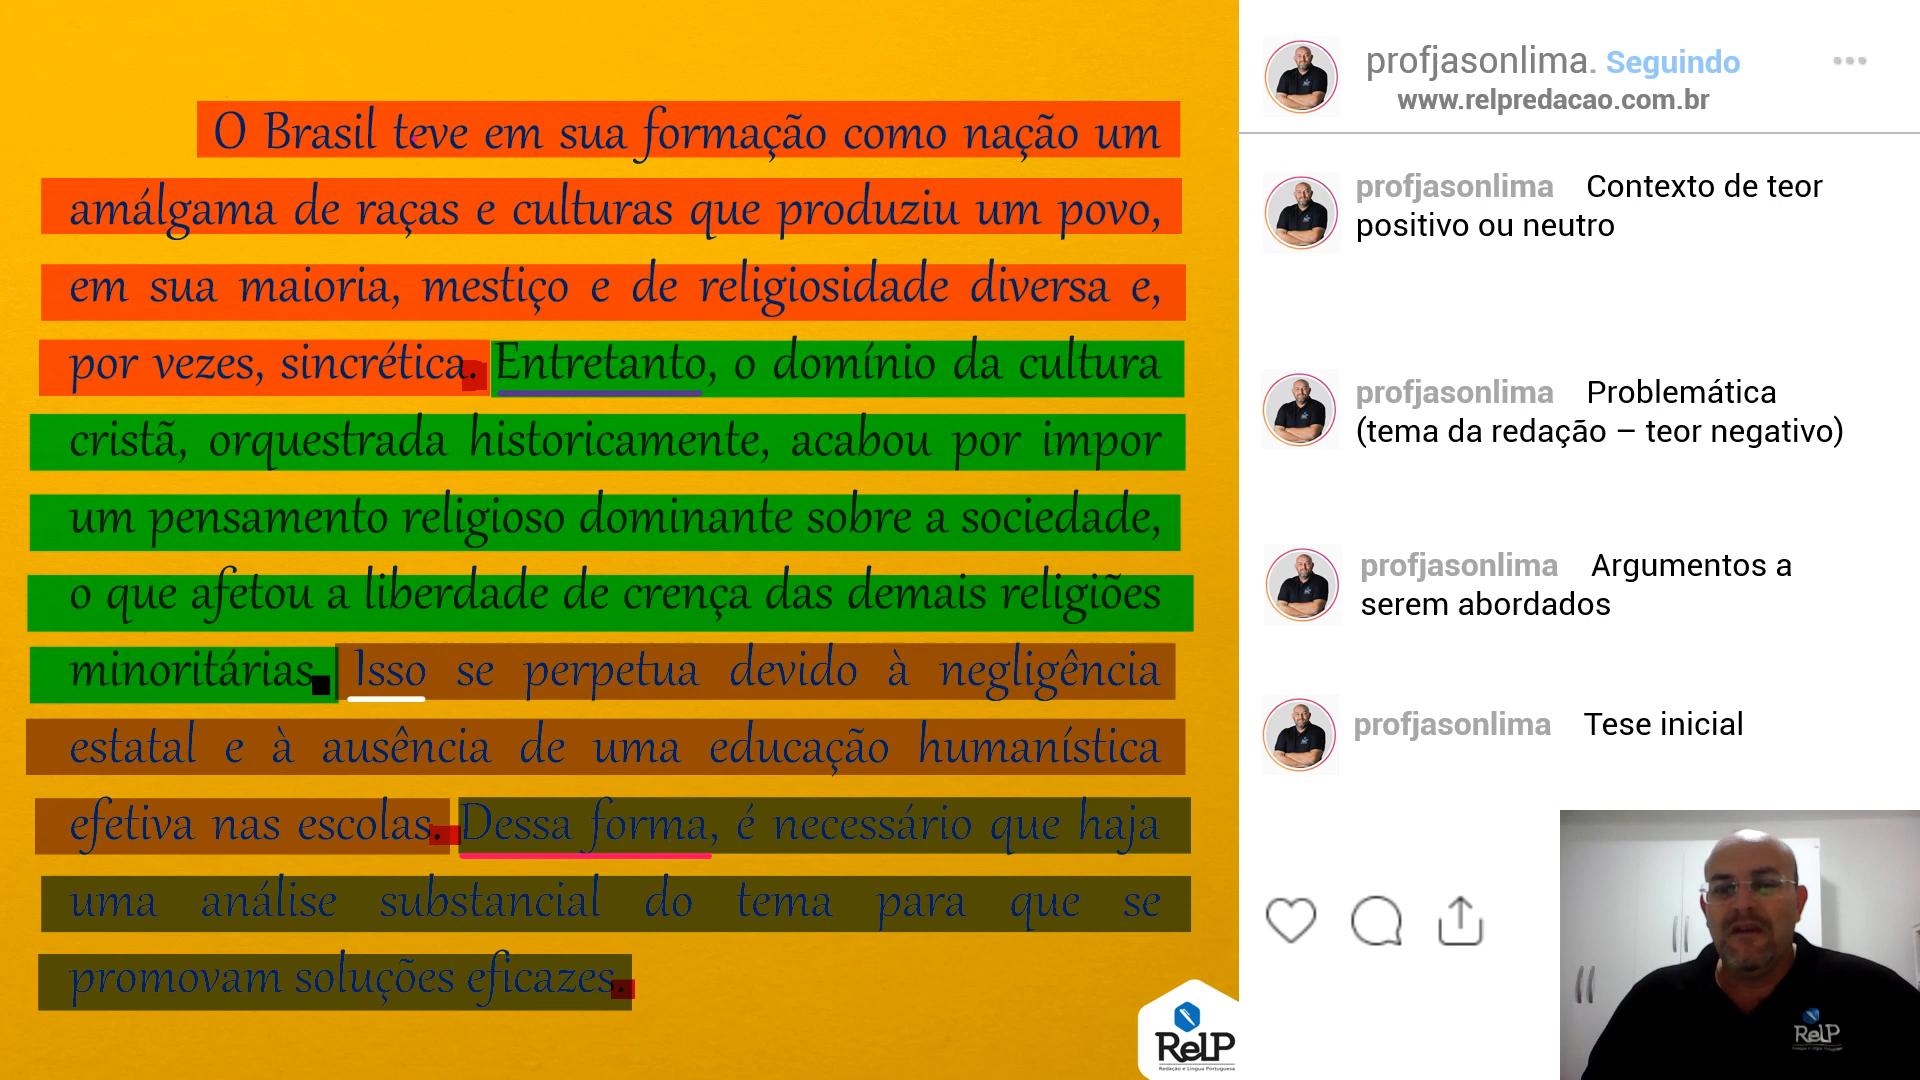 O Brasil teve em sua formação como nação um
amálgama de raças e culturas que produziu um povo,
em sua maioria, mestiço e de religiosidade diversa e,
por vezes, sincrética. Entretanto, o domínio da cultura
cristã, orquestrada historicamente, acabou por impor
um pensamento religioso dominante sobre a sociedade,
o que afetou a liberdade de crença das demais religiões
minoritárias. Isso se perpetua devido à negligência
estatal e à ausência de uma educação humanística
efetiva nas escolas. Dessa forma, é necessário que haja
uma análise substancial do tema para que se
promovam soluções eficazes.
ReLP
Redação e Língua Portuguesa
profjasonlima. Seguindo
www.relpredacao.com.br
profjasonlima Contexto de teor
positivo ou neutro
profjasonlima Problemática
(tema da redação – teor negativo)
profjasonlima Argumentos a
serem abordados
profjasonlima Tese inicial
ReLP